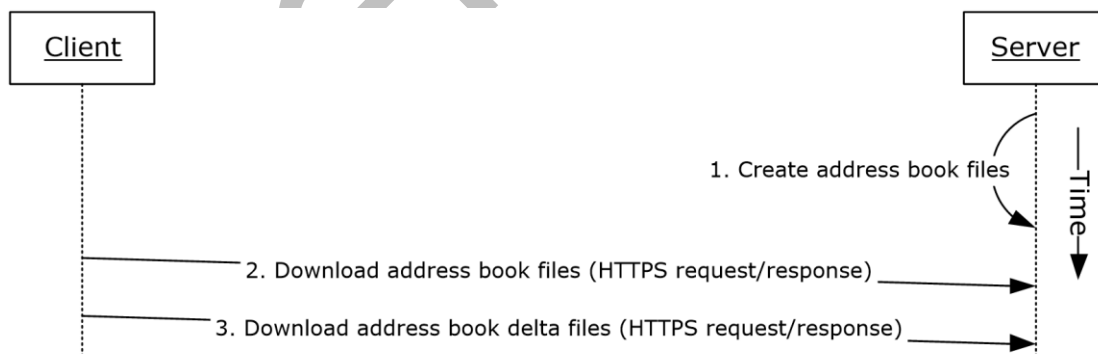 Client
Server
1. Create address book files
Time
2. Download address book files (HTTPS request/response)
3. Download address book delta files (HTTPS request/response)